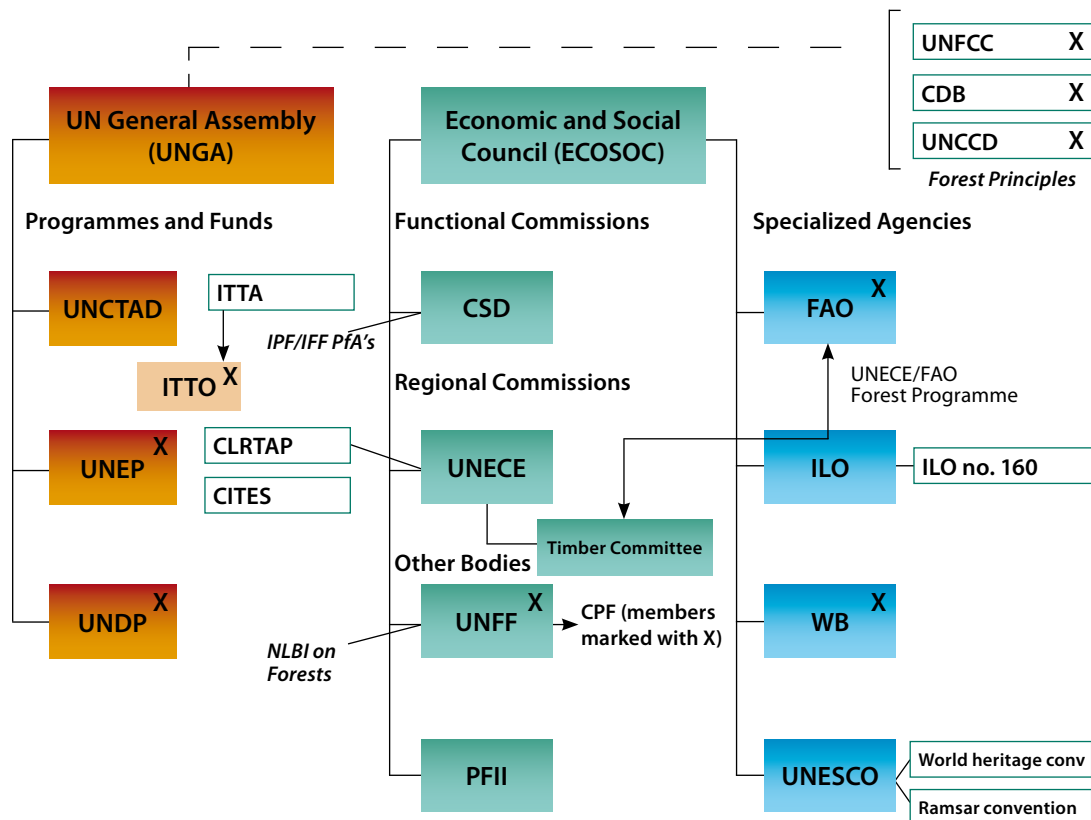 UNFCC X
CDB X
UNCCD X
Forest Principles
UN General Assembly
(UNGA)
Economic and Social
Council (ECOSOC)
Programmes and Funds
Functional Commissions
Specialized Agencies
UNCTAD
ITTA
ITTO X
IPF/IFF PfA's
CSD
FAO X
UNECE/FAO
Forest Programme
Regional Commissions
UNEP X
CLRTAP
CITES
UNECE
ILO
ILO no. 160
Timber Committee
Other Bodies
UNDP X
NLBI on
Forests
UNFF X
CPF (members
marked with X)
WB X
PFII
UNESCO
World heritage conv
Ramsar convention